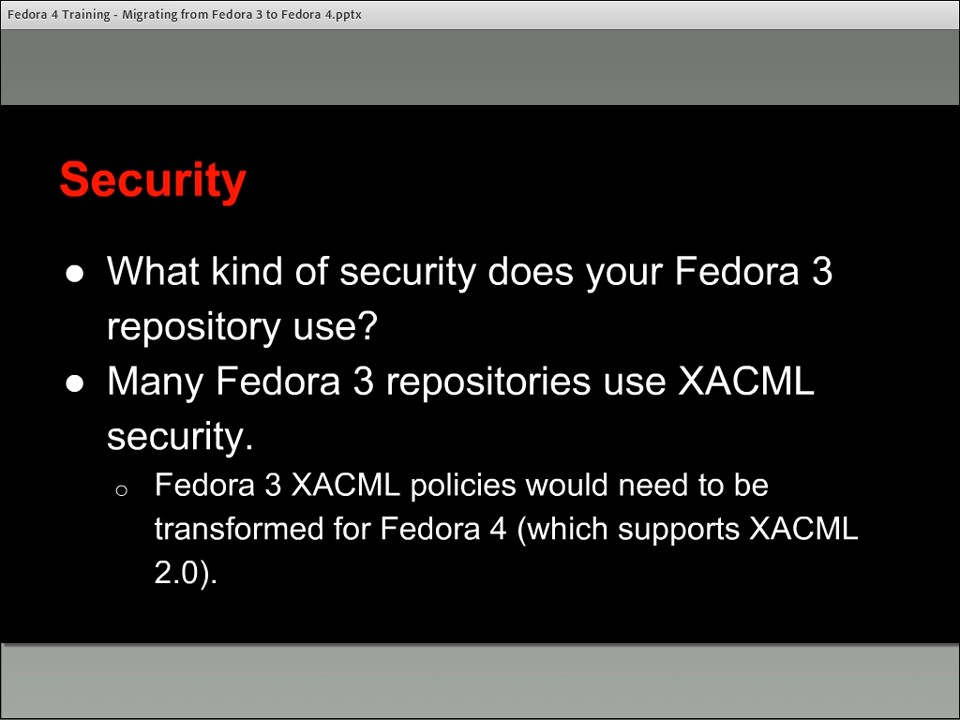 Fedora 4 Training - Migrating from Fedora 3 to Fedora 4.pptx
Security
● What kind of security does your Fedora 3
repository use?
● Many Fedora 3 repositories use XACML
security.
o Fedora 3 XACML policies would need to be
transformed for Fedora 4 (which supports XACML
2.0).